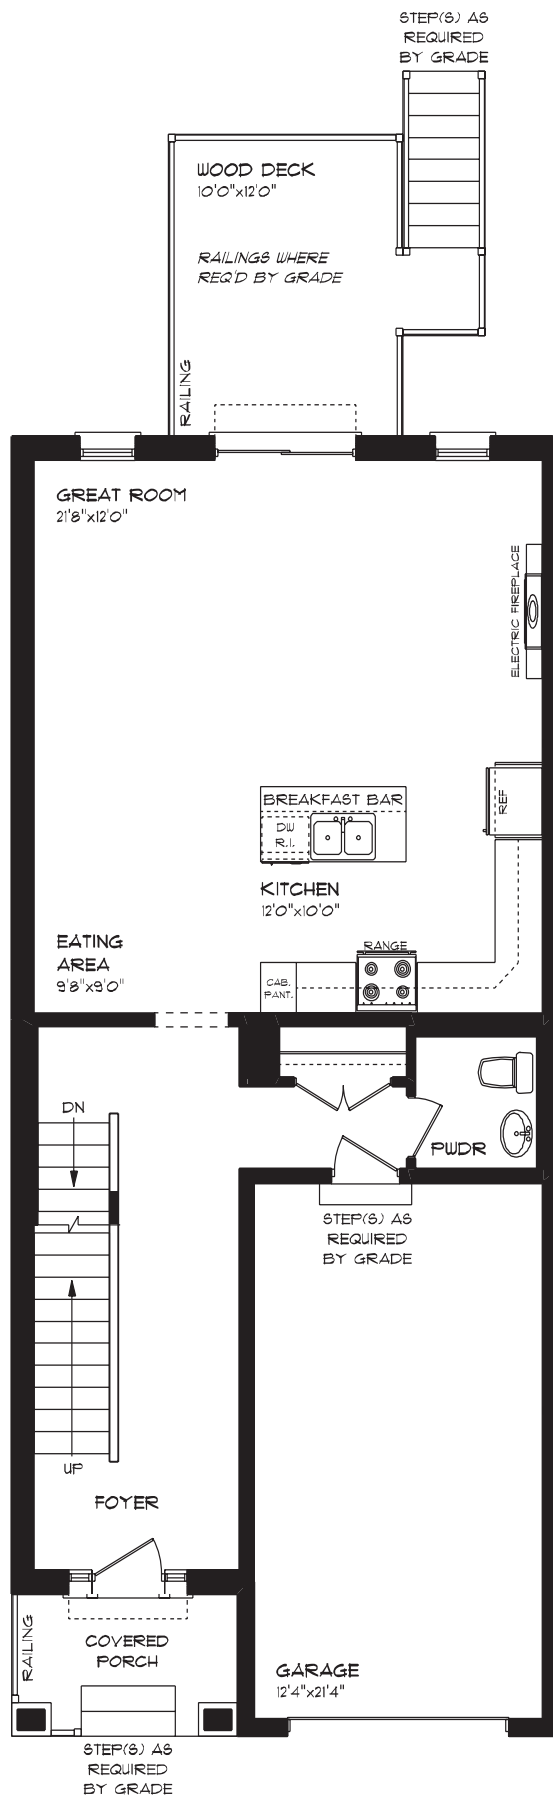 STEP(S) AS
REQUIRED
BY GRADE
WOOD DECK
10'0"x12'0"
RAILINGS WHERE
REQ'D BY GRADE
RAILING
GREAT ROOM
21'8"x12'0"
ELECTRIC FIREPLACE
REF
BREAKFAST BAR
DW
R.I.
KITCHEN
12'0"x10'0"
EATING
AREA
9'8"x9'0"
RANGE
CAB.
PANT.
DN
PWDR
STEP(S) AS
REQUIRED
BY GRADE
UP
FOYER
RAILING
COVERED
PORCH
GARAGE
12'4"x21'4"
STEP(S) AS
REQUIRED
BY GRADE